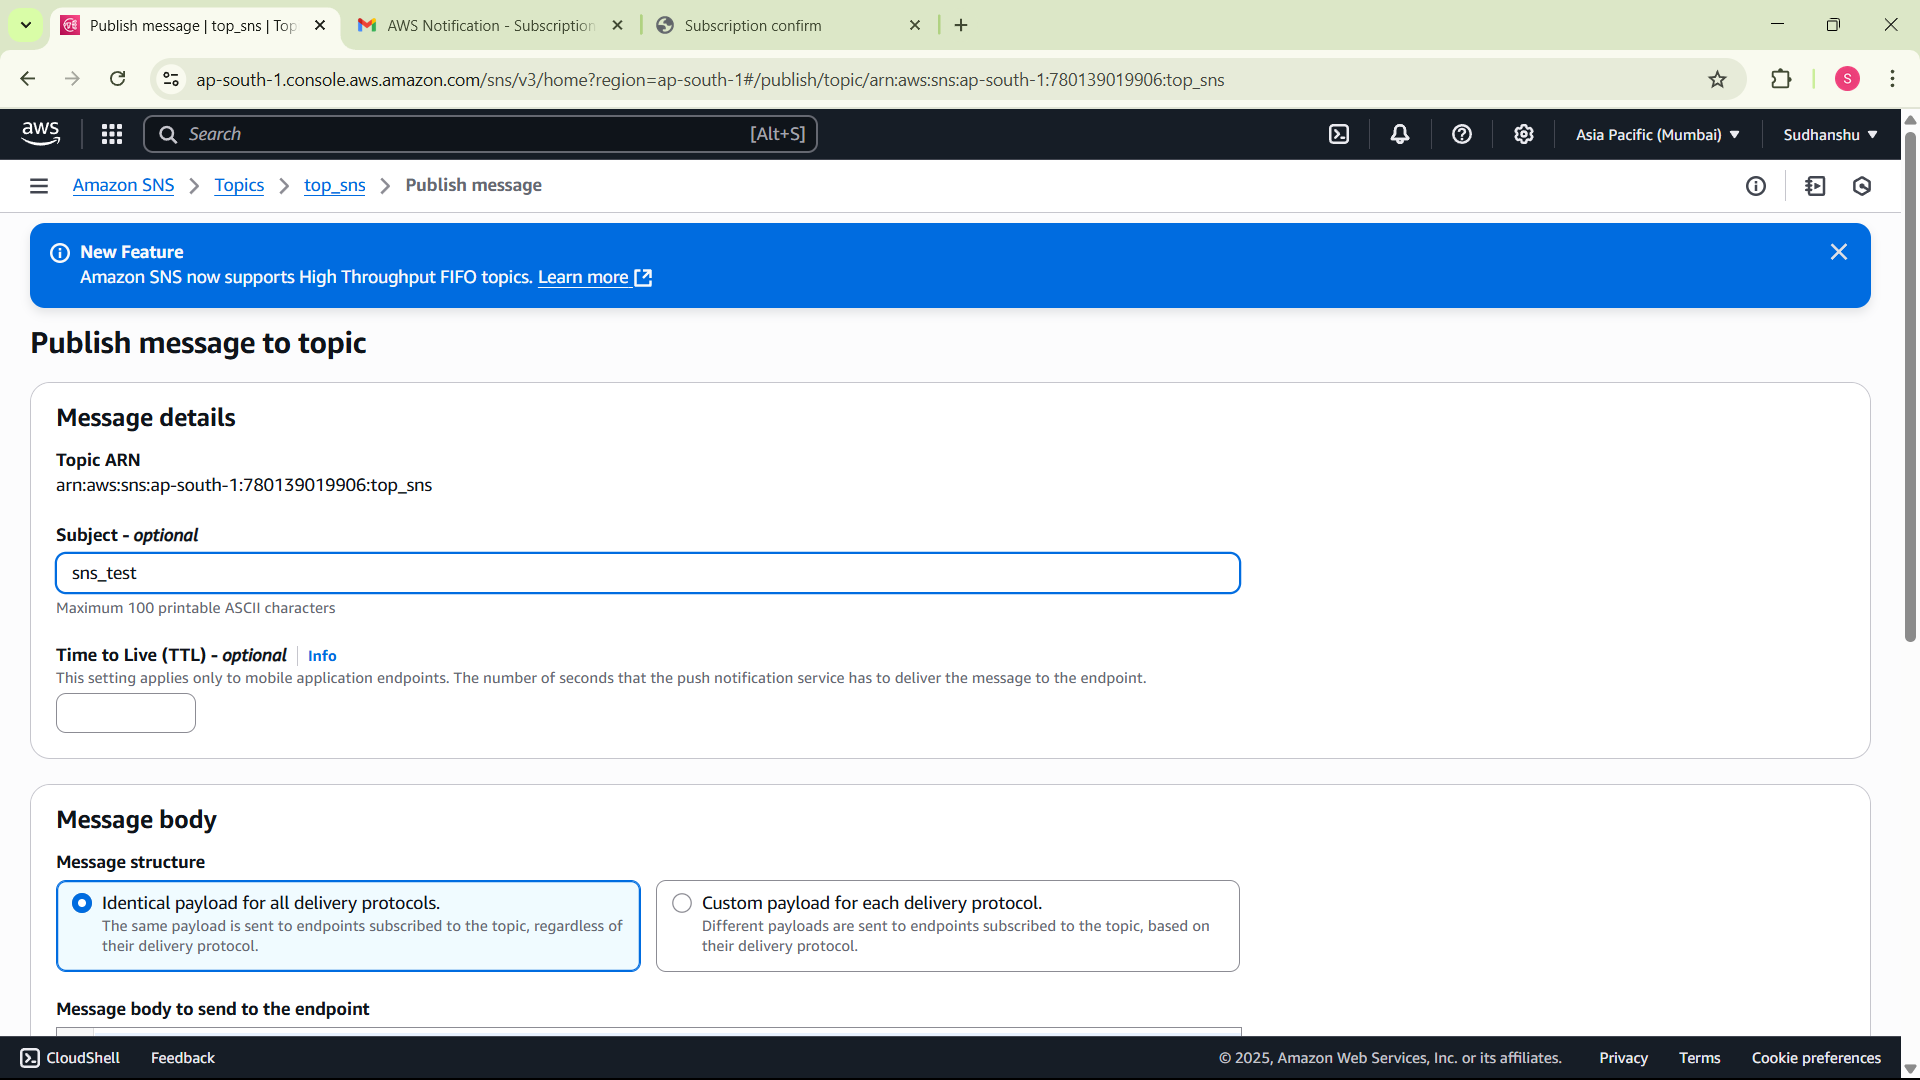 Publish message | top_sns | Top
AWS Notification - Subscription
Subscription confirm
ap-south-1.console.aws.amazon.com/sns/v3/home?region=ap-south-1#/publish/topic/arn:aws:sns:ap-south-1:780139019906:top_sns
S
aws
Search
[Alt+S]
Asia Pacific (Mumbai)
Sudhanshu
Amazon SNS
Topics
top_sns
Publish message
New Feature
Amazon SNS now supports High Throughput FIFO topics. Learn more
Publish message to topic
Message details
Topic ARN
arn:aws:sns:ap-south-1:780139019906:top_sns
Subject - optional
sns_test
Maximum 100 printable ASCII characters
Time to Live (TTL) - optional
Info
This setting applies only to mobile application endpoints. The number of seconds that the push notification service has to deliver the message to the endpoint.
Message body
Message structure
Identical payload for all delivery protocols.
The same payload is sent to endpoints subscribed to the topic, regardless of
their delivery protocol.
Custom payload for each delivery protocol.
Different payloads are sent to endpoints subscribed to the topic, based on
their delivery protocol.
Message body to send to the endpoint
CloudShell
Feedback
© 2025, Amazon Web Services, Inc. or its affiliates.
Privacy
Terms
Cookie preferences